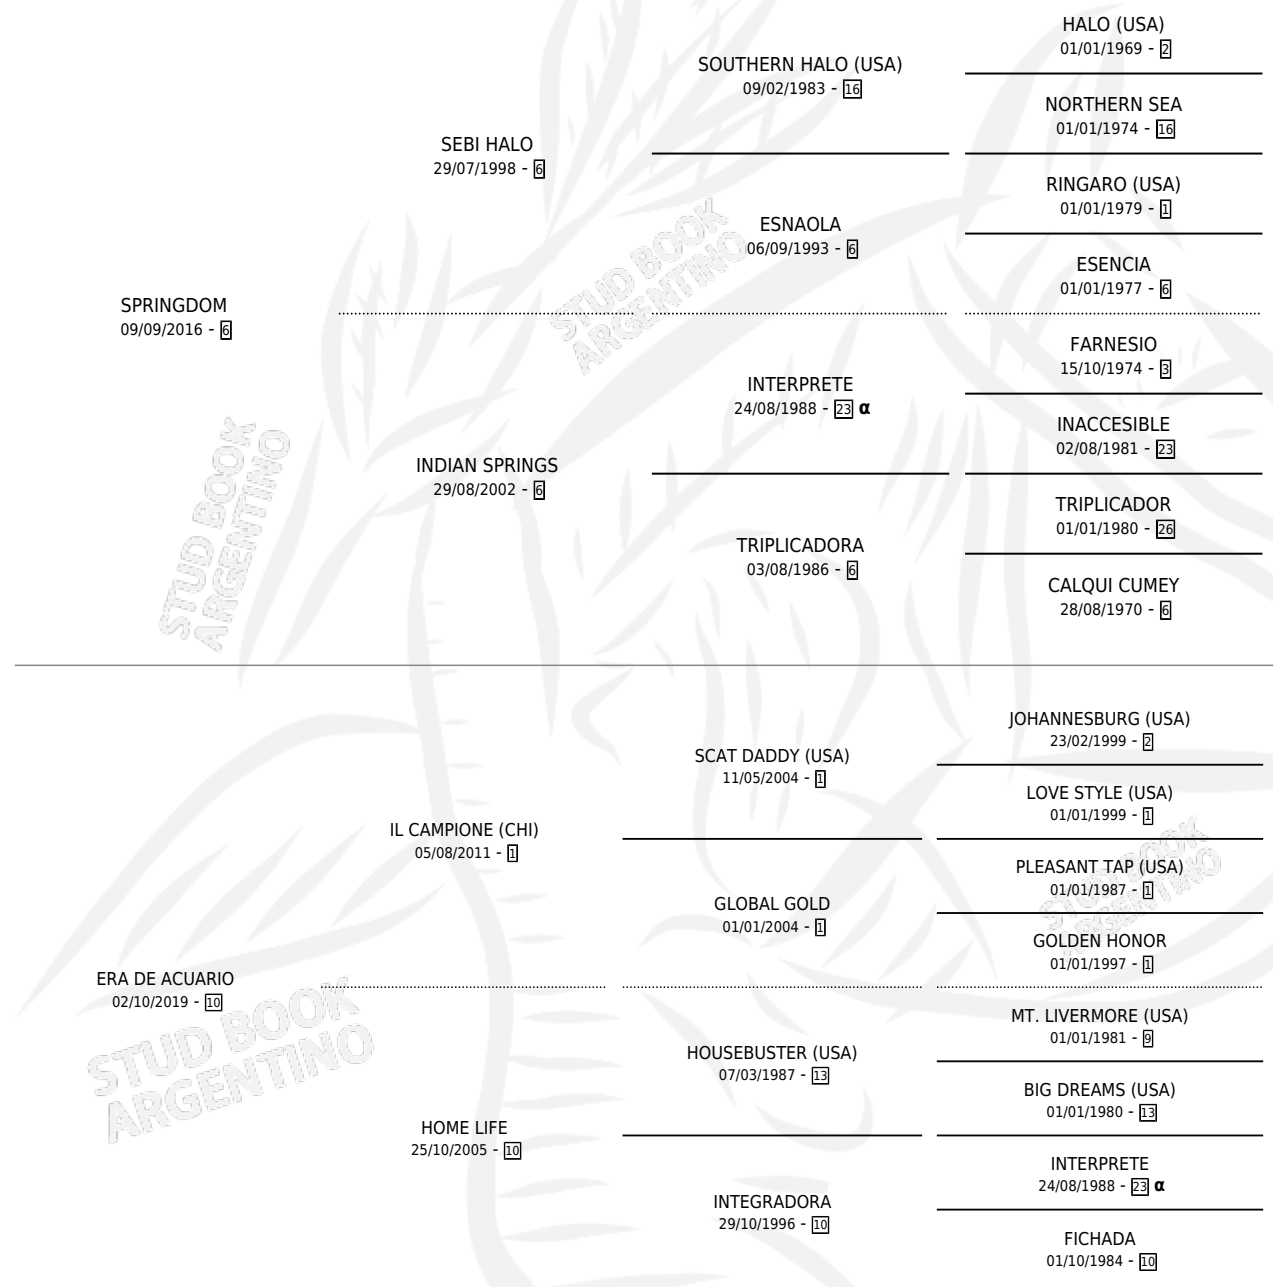 HALO (USA)
01/01/1969 - 2
SOUTHERN HALO (USA)
09/02/1983 - 16
NORTHERN SEA
01/01/1974 - 16
SEBI HALO
29/07/1998 - 6
RINGARO (USA)
01/01/1979 - 1
ESNAOLA
06/09/1993 - 6
ESENCIA
01/01/1977 - 6
SPRINGDOM
09/09/2016 - 6
FARNESIO
15/10/1974 - 3
INTERPRETE
24/08/1988 - 23 α
INACCESIBLE
02/08/1981 - 23
INDIAN SPRINGS
29/08/2002 - 6
TRIPLICADOR
01/01/1980 - 26
TRIPLICADORA
03/08/1986 - 6
CALQUI CUMEY
28/08/1970 - 6
STUD BOOK
ARGENTINO
STUD BOOK
ARGENTINO
JOHANNESBURG (USA)
23/02/1999 - 2
SCAT DADDY (USA)
11/05/2004 - 1
LOVE STYLE (USA)
01/01/1999 - 1
IL CAMPIONE (CHI)
05/08/2011 - 1
PLEASANT TAP (USA)
01/01/1987 - 1
GLOBAL GOLD
01/01/2004 - 1
GOLDEN HONOR
01/01/1997 - 1
ERA DE ACUARIO
02/10/2019 - 10
MT. LIVERMORE (USA)
01/01/1981 - 9
HOUSEBUSTER (USA)
07/03/1987 - 13
BIG DREAMS (USA)
01/01/1980 - 13
HOME LIFE
25/10/2005 - 10
INTERPRETE
24/08/1988 - 23 α
INTEGRADORA
29/10/1996 - 10
FICHADA
01/10/1984 - 10
STUD BOOK
ARGENTINO
STUD BOOK
ARGENTINO